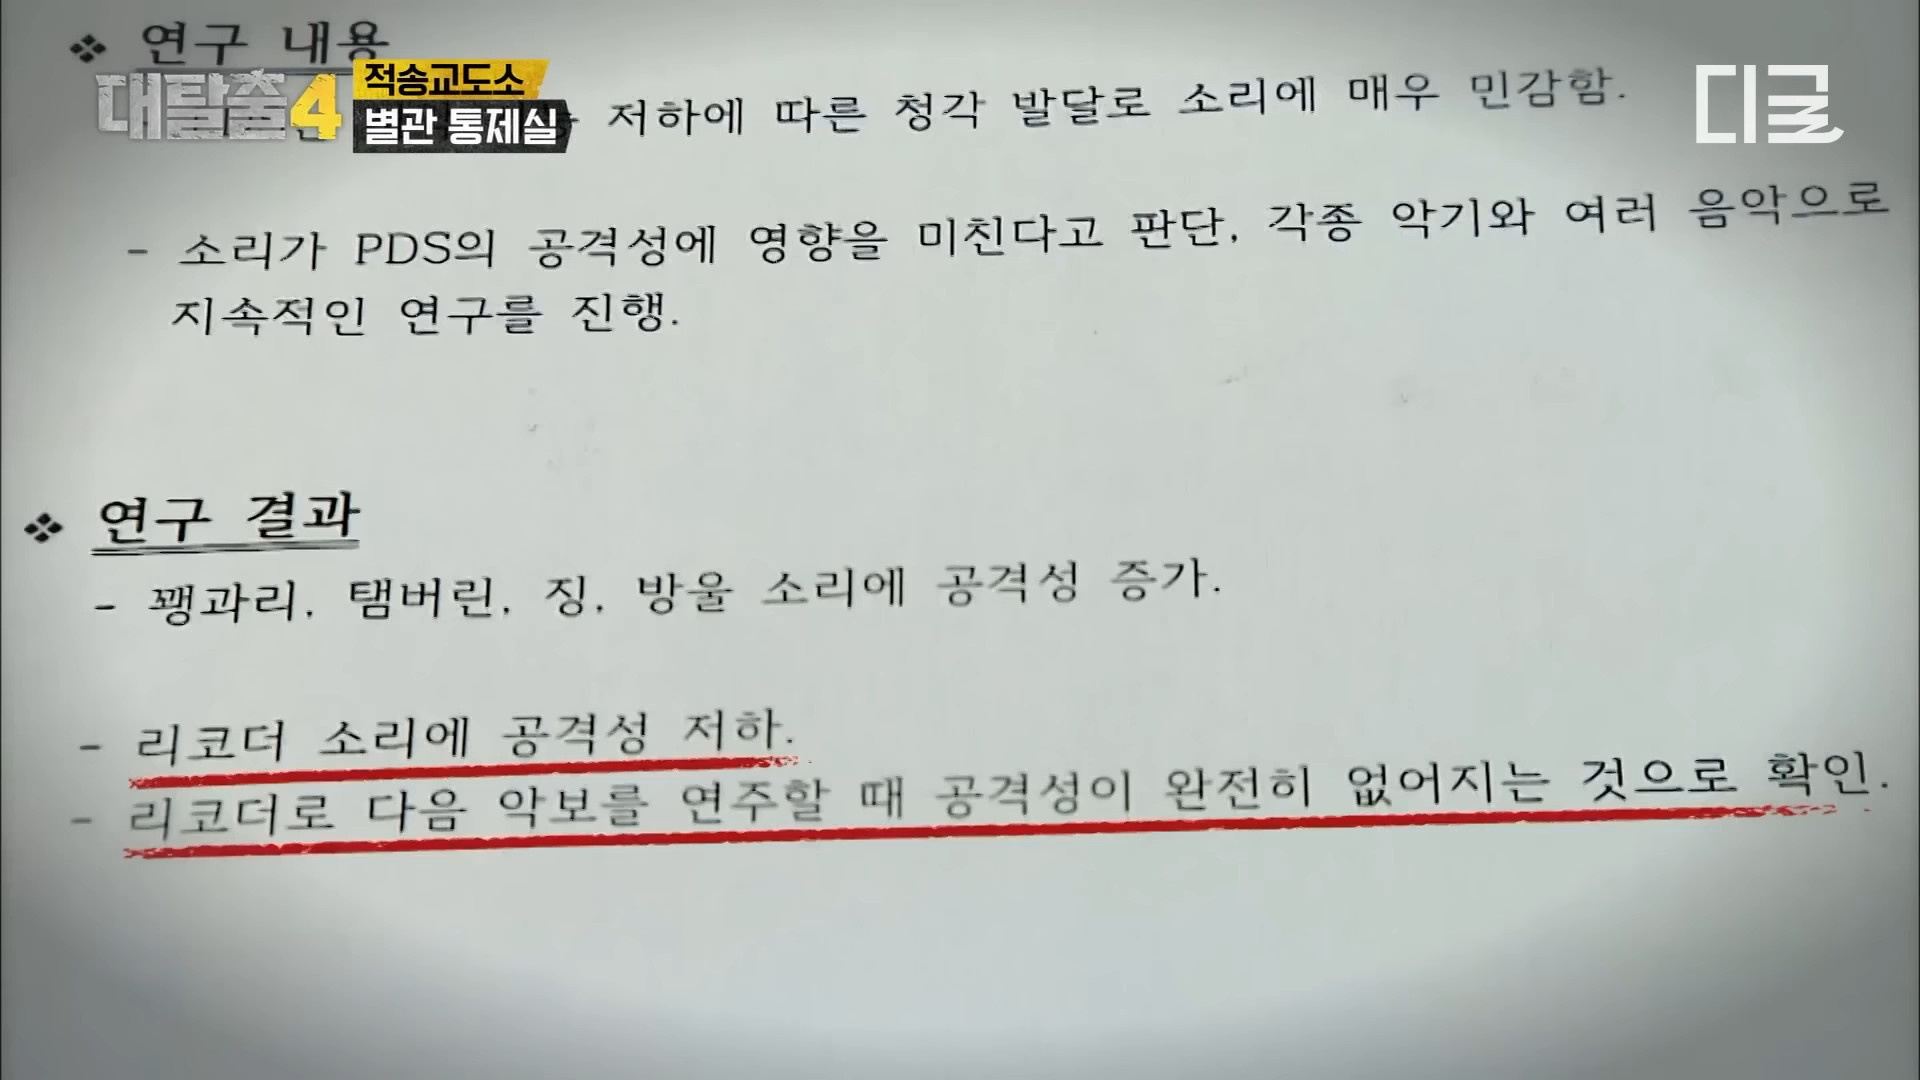 ❖ 연구 내용
대탈출4
적송교도소
별관 통제실
디글
저하에 따른 청각 발달로 소리에 매우 민감함.
- 소리가 PDS의 공격성에 영향을 미친다고 판단, 각종 악기와 여러 음악으로
지속적인 연구를 진행.
❖ 연구 결과
- 꽹과리, 탬버린, 징, 방울 소리에 공격성 증가.
- 리코더 소리에 공격성 저하.
- 리코더로 다음 악보를 연주할 때 공격성이 완전히 없어지는 것으로 확인.